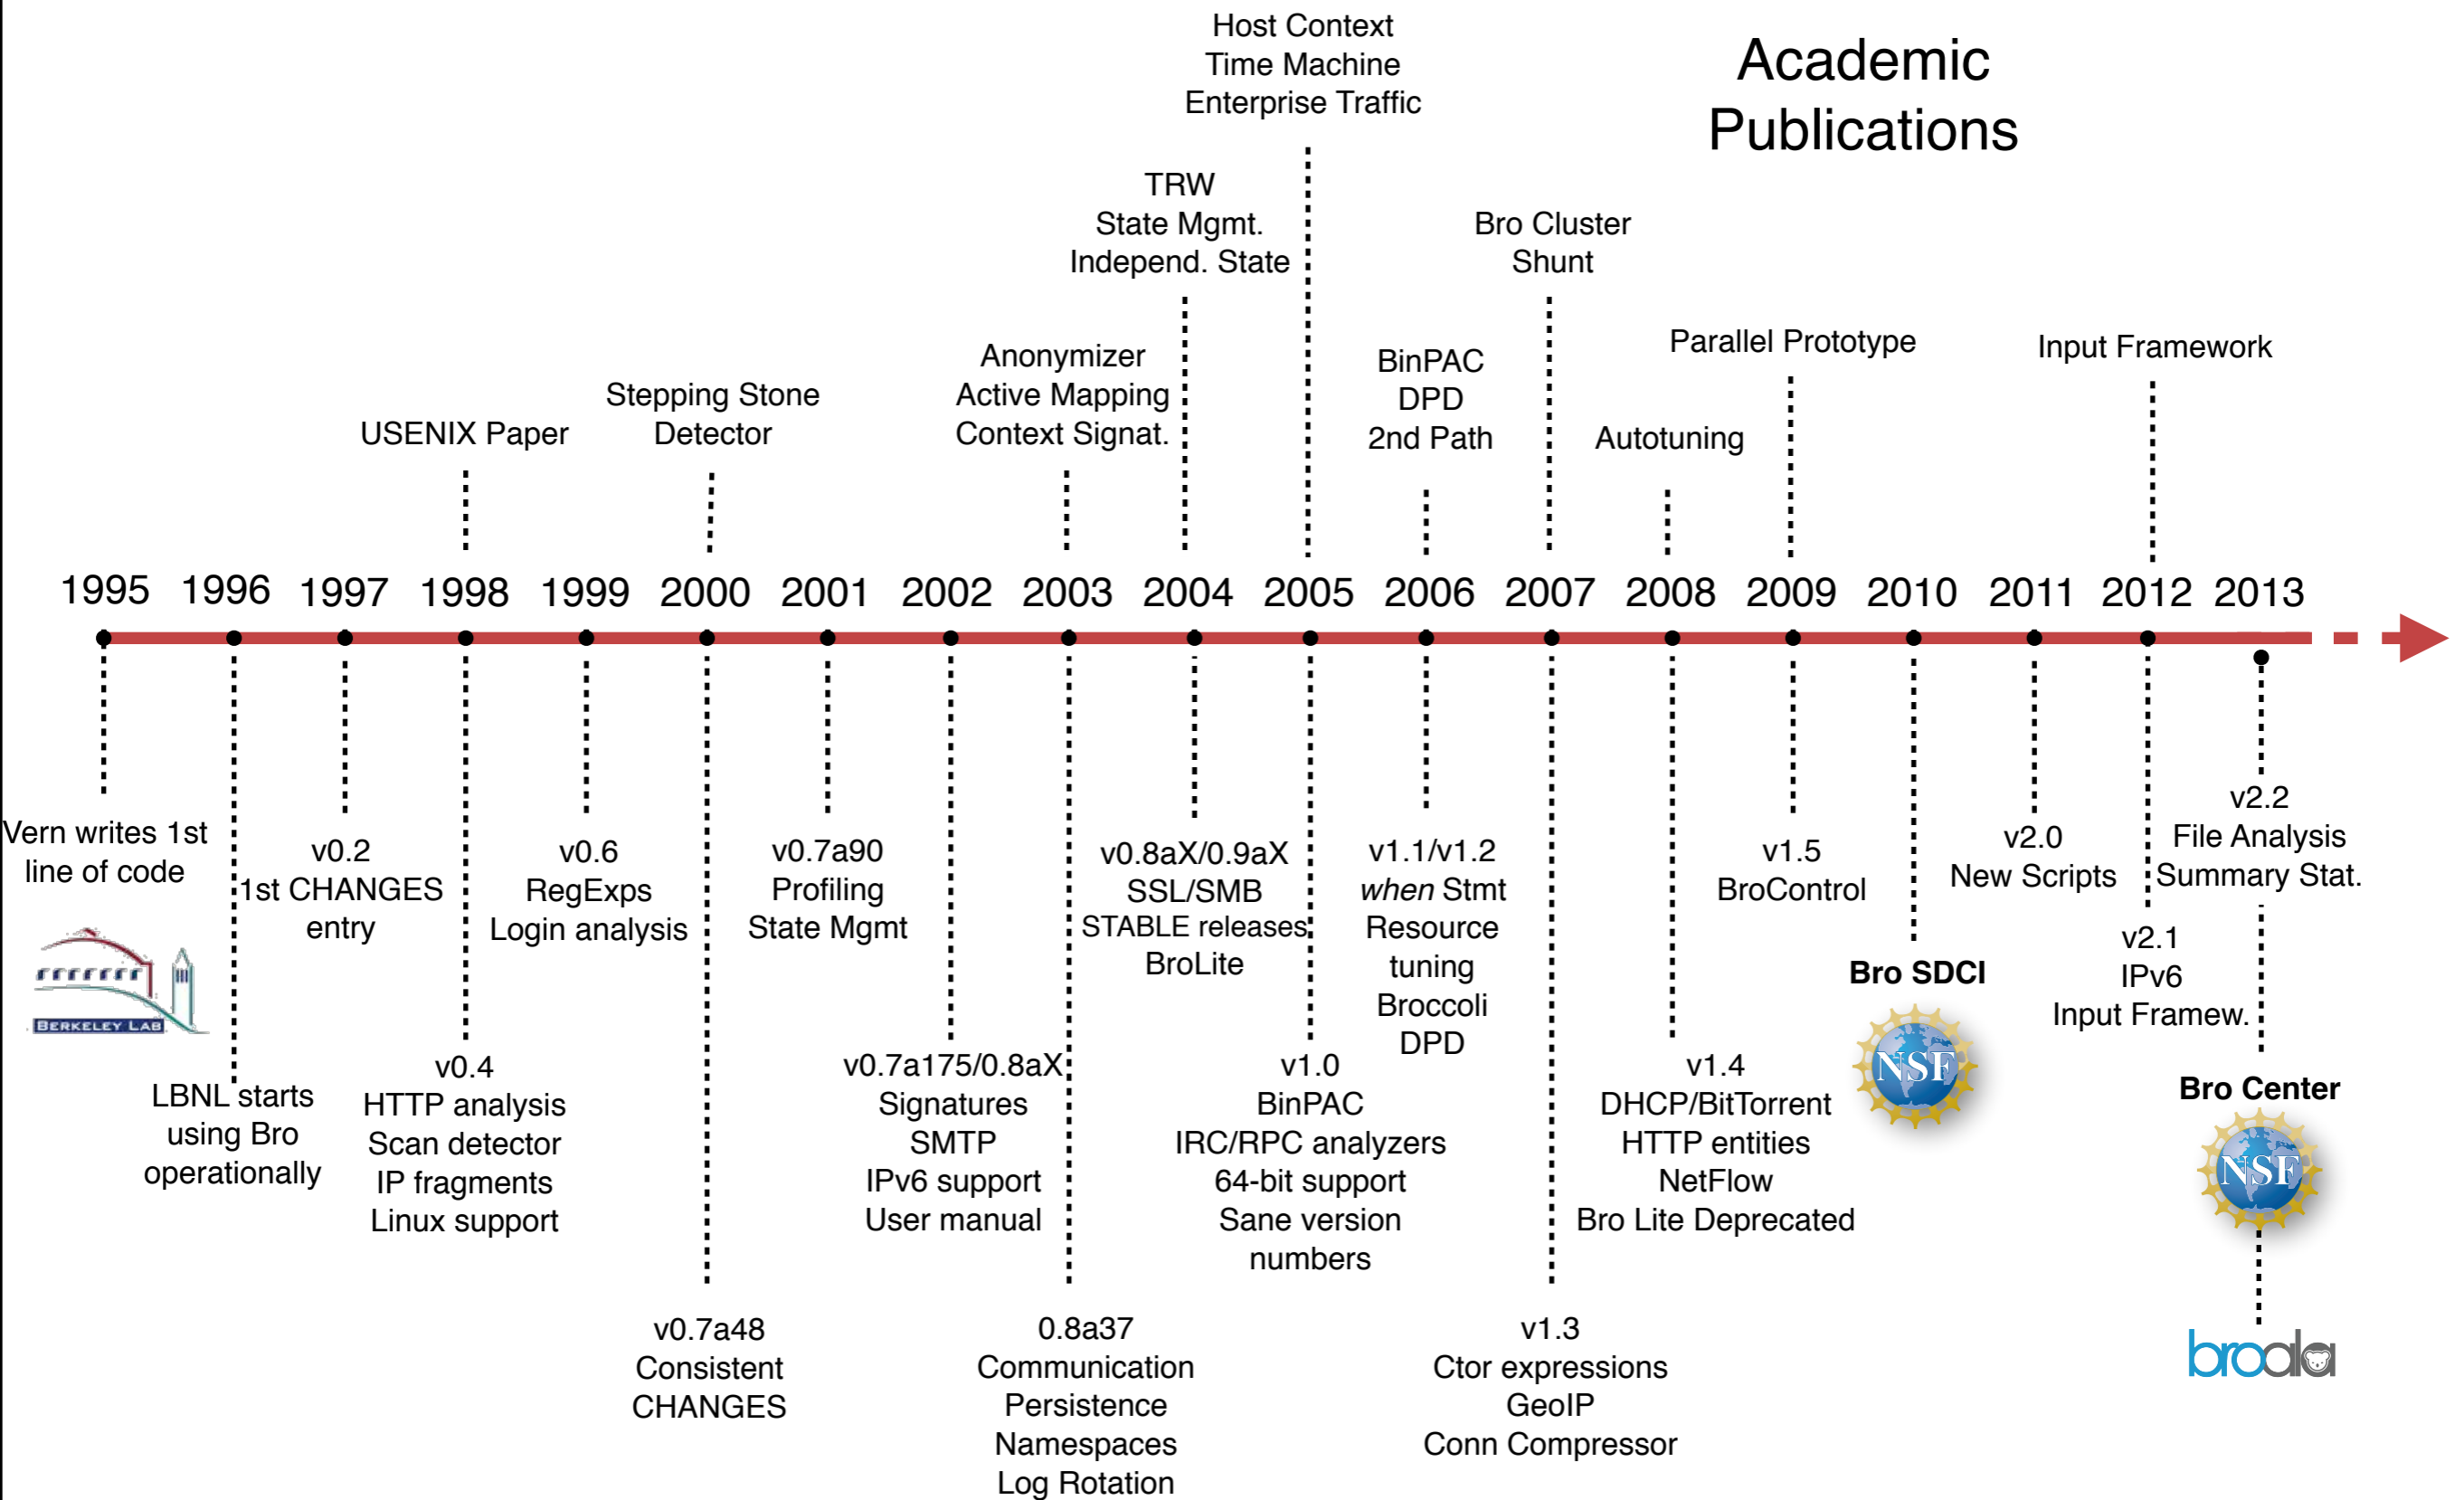 Host Context
Time Machine
Enterprise Traffic
Academic
Publications
TRW
State Mgmt.
Independ. State
Bro Cluster
Shunt
Anonymizer
Active Mapping
Context Signat.
BinPAC
DPD
2nd Path
Parallel Prototype
Input Framework
Stepping Stone
Detector
USENIX Paper
Autotuning
1995 1996 1997 1998 1999 2000 2001 2002 2003 2004 2005 2006 2007 2008 2009 2010 2011 2012 2013
Vern writes 1st
line of code
BERKELEY LAB
LBNL starts
using Bro
operationally
v0.2
1st CHANGES
entry
v0.4
HTTP analysis
Scan detector
IP fragments
Linux support
v0.6
RegExps
Login analysis
v0.7a48
Consistent
CHANGES
v0.7a90
Profiling
State Mgmt
v0.7a175/0.8aX
Signatures
SMTP
IPv6 support
User manual
0.8a37
Communication
Persistence
Namespaces
Log Rotation
v0.8aX/0.9aX
SSL/SMB
STABLE releases
BroLite
v1.0
BinPAC
IRC/RPC analyzers
64-bit support
Sane version
numbers
v1.1/v1.2
when Stmt
Resource
tuning
Broccoli
DPD
v1.3
Ctor expressions
GeoIP
Conn Compressor
v1.4
DHCP/BitTorrent
HTTP entities
NetFlow
Bro Lite Deprecated
v1.5
BroControl
Bro SDCI
NSF
v2.0
New Scripts
v2.1
IPv6
Input Framew.
v2.2
File Analysis
Summary Stat.
Bro Center
NSF
broala